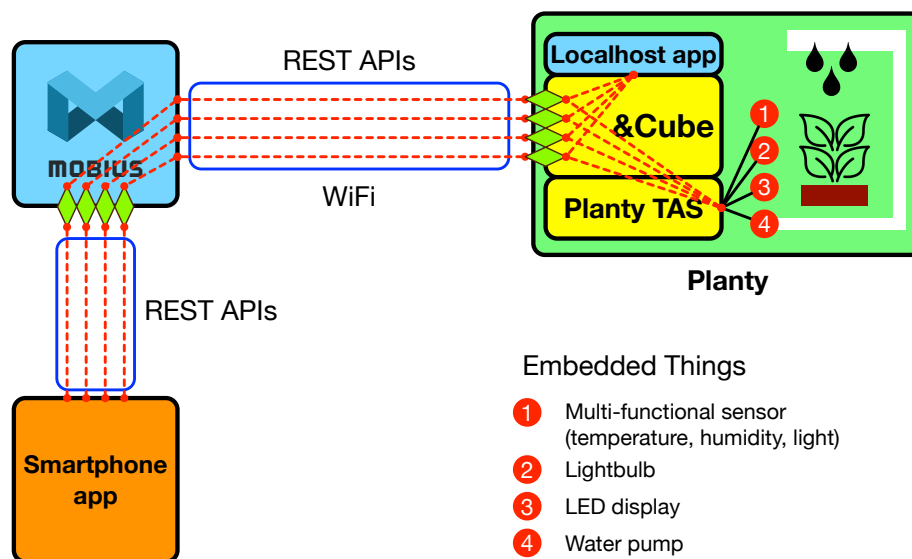 REST APIs
WiFi
MOBIUS
Localhost app
&Cube
Planty TAS
1
2
3
4
Planty
REST APIs
Smartphone
app
Embedded Things
1 Multi-functional sensor
(temperature, humidity, light)
2 Lightbulb
3 LED display
4 Water pump